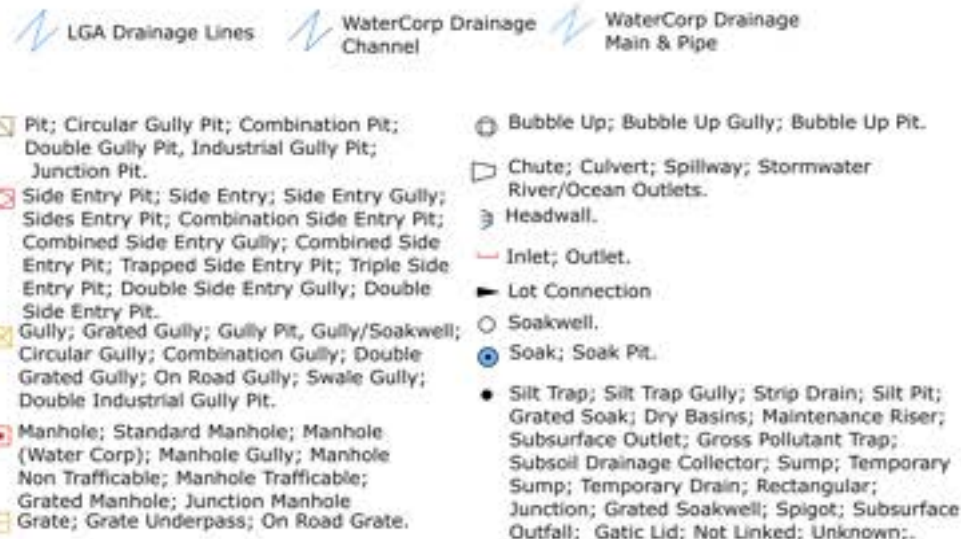 LGA Drainage Lines
WaterCorp Drainage
Channel
WaterCorp Drainage
Main & Pipe
Pit; Circular Gully Pit; Combination Pit;
Double Gully Pit, Industrial Gully Pit;
Junction Pit.
Side Entry Pit; Side Entry; Side Entry Gully;
Sides Entry Pit; Combination Side Entry Pit;
Combined Side Entry Gully; Combined Side
Entry Pit; Trapped Side Entry Pit; Triple Side
Entry Pit; Double Side Entry Gully; Double
Side Entry Pit.
Gully; Grated Gully; Gully Pit, Gully/Soakwell;
Circular Gully; Combination Gully; Double
Grated Gully; On Road Gully; Swale Gully;
Double Industrial Gully Pit.
Manhole; Standard Manhole; Manhole
(Water Corp); Manhole Gully; Manhole
Non Trafficable; Manhole Trafficable;
Grated Manhole; Junction Manhole
Grate; Grate Underpass; On Road Grate.
Bubble Up; Bubble Up Gully; Bubble Up Pit.
Chute; Culvert; Spillway; Stormwater
River/Ocean Outlets.
Headwall.
Inlet; Outlet.
Lot Connection
Soakwell.
Soak; Soak Pit.
Silt Trap; Silt Trap Gully; Strip Drain; Silt Pit;
Grated Soak; Dry Basins; Maintenance Riser;
Subsurface Outlet; Gross Pollutant Trap;
Subsoil Drainage Collector; Sump; Temporary
Sump; Temporary Drain; Rectangular;
Junction; Grated Soakwell; Spigot; Subsurface
Outfall; Gatic Lid; Not Linked; Unknown;.